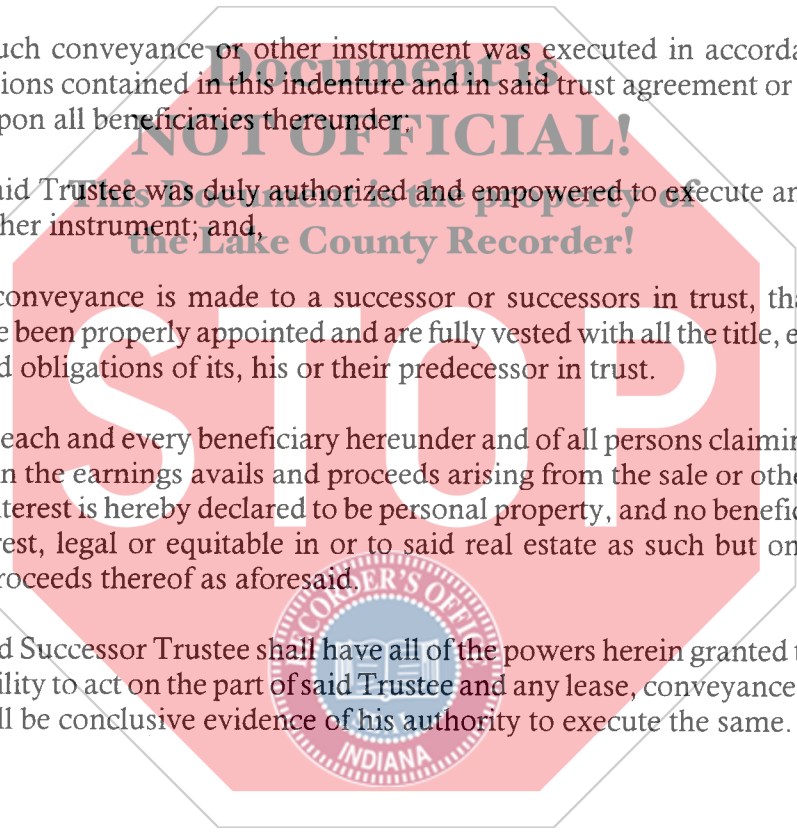 uch conveyance or other instrument was executed in accorda
Document is
ions contained in this indenture and in said trust agreement or
pon all beneficiaries thereunder;
NOT OFFICIAL!
aid Trustee was duly authorized and empowered to execute an
This Document is the property of
her instrument; and,
the Lake County Recorder!
conveyance is made to a successor or successors in trust, tha
e been properly appointed and are fully vested with all the title, e
d obligations of its, his or their predecessor in trust.
STOP
each and every beneficiary hereunder and of all persons claimin
n the earnings avails and proceeds arising from the sale or othe
terest is hereby declared to be personal property, and no benefic
rest, legal or equitable in or to said real estate as such but on
roceeds thereof as aforesaid.
RECORDER'S OFFICE
d Successor Trustee shall have all of the powers herein granted t
ility to act on the part of said Trustee and any lease, conveyance
ll be conclusive evidence of his authority to execute the same.
INDIANA